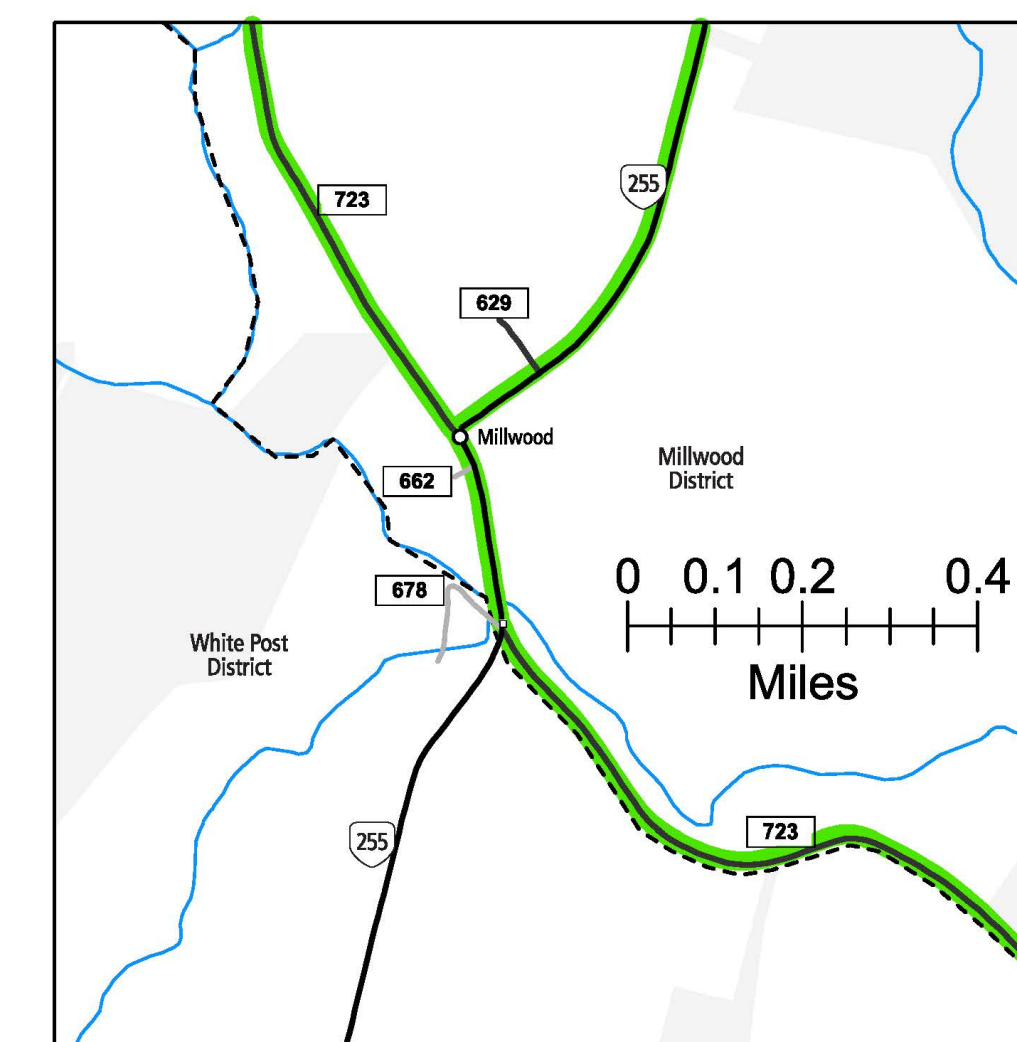 255
723
629
Millwood
Millwood
District
662
0 0.1 0.2 0.4
678
White Post
District
Miles
723
255